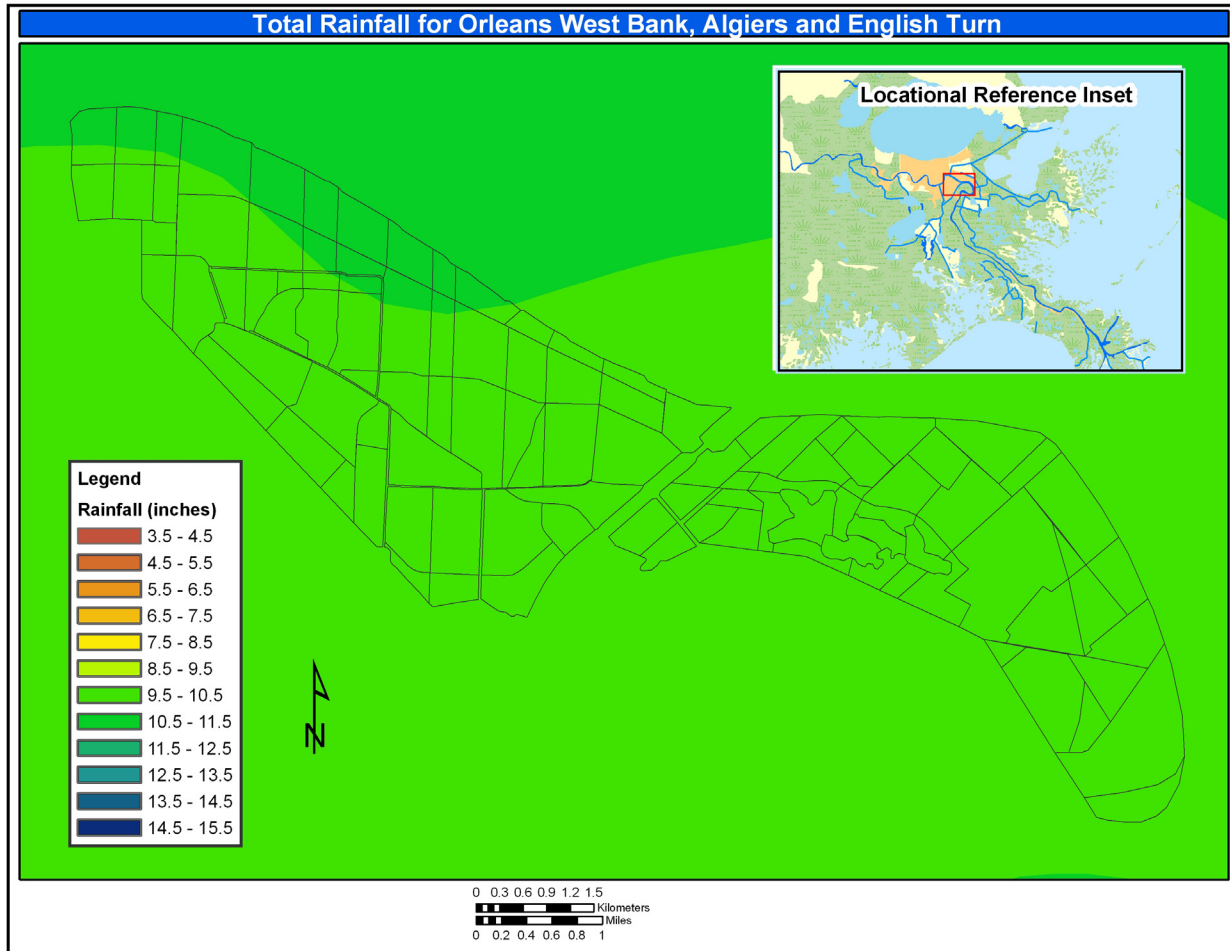 Total Rainfall for Orleans West Bank, Algiers and English Turn
Locational Reference Inset
Legend
Rainfall (inches)
3.5 - 4.5
4.5 - 5.5
5.5 - 6.5
6.5 - 7.5
7.5 - 8.5
8.5 - 9.5
9.5 - 10.5
10.5 - 11.5
11.5 - 12.5
12.5 - 13.5
13.5 - 14.5
14.5 - 15.5
N
0 0.3 0.6 0.9 1.2 1.5
Kilometers
Miles
0 0.2 0.4 0.6 0.8 1